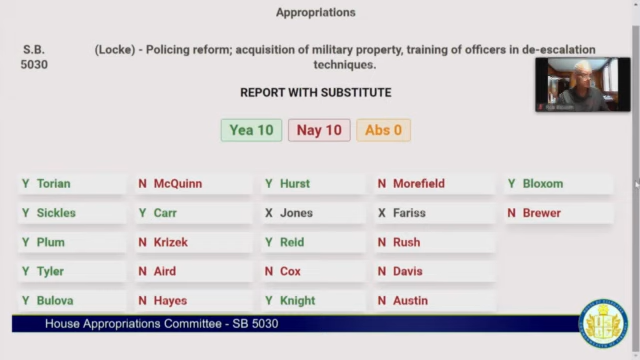 Appropriations
S.B. 5030 (Locke) - Policing reform; acquisition of military property, training of officers in de-escalation techniques.
REPORT WITH SUBSTITUTE
Yea 10 Nay 10 Abs 0
Y Torian N McQuinn Y Hurst N Morefield Y Bloxom
Y Sickles Y Carr X Jones X Fariss N Brewer
Y Plum N Krizek Y Reid N Rush
Y Tyler N Aird N Cox N Davis
Y Bulova N Hayes Y Knight N Austin
House Appropriations Committee - SB 5030